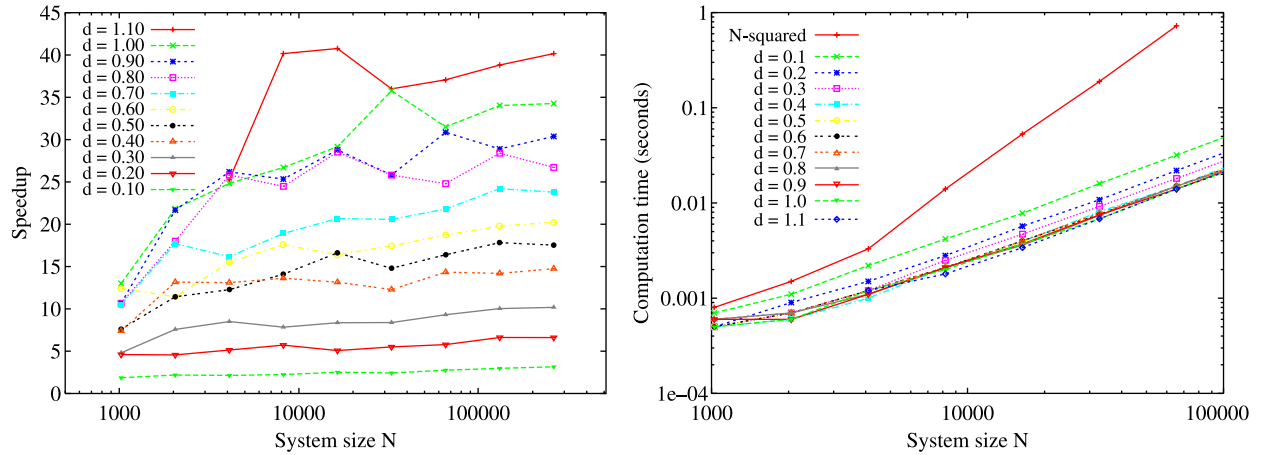 45
40
35
30
25
20
15
10
5
0
Speedup
d = 1.10
d = 1.00
d = 0.90
d = 0.80
d = 0.70
d = 0.60
d = 0.50
d = 0.40
d = 0.30
d = 0.20
d = 0.10
1000
10000
100000
System size N
1
0.1
0.01
0.001
1e-04
Computation time (seconds)
N-squared
d = 0.1
d = 0.2
d = 0.3
d = 0.4
d = 0.5
d = 0.6
d = 0.7
d = 0.8
d = 0.9
d = 1.0
d = 1.1
1000
10000
100000
System size N